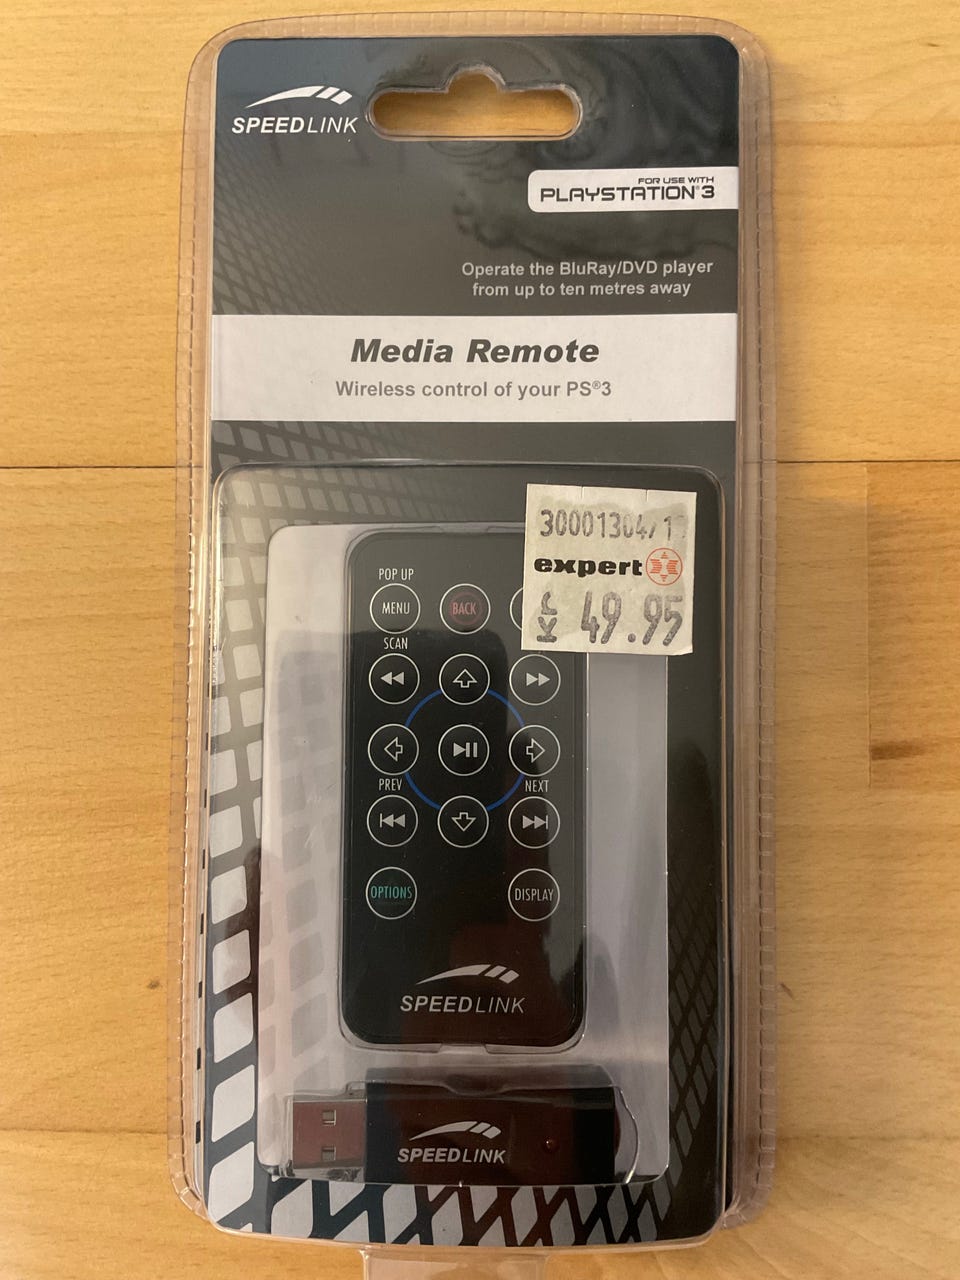 SPEEDLINK
FOR USE WITH
PLAYSTATION®3
Operate the BluRay/DVD player
from up to ten metres away
Media Remote
Wireless control of your PS®3
30001304/1
expert
49.95
POP UP
MENU
BACK
SCAN
PREV
NEXT
OPTIONS
DISPLAY
SPEEDLINK
SPEEDLINK